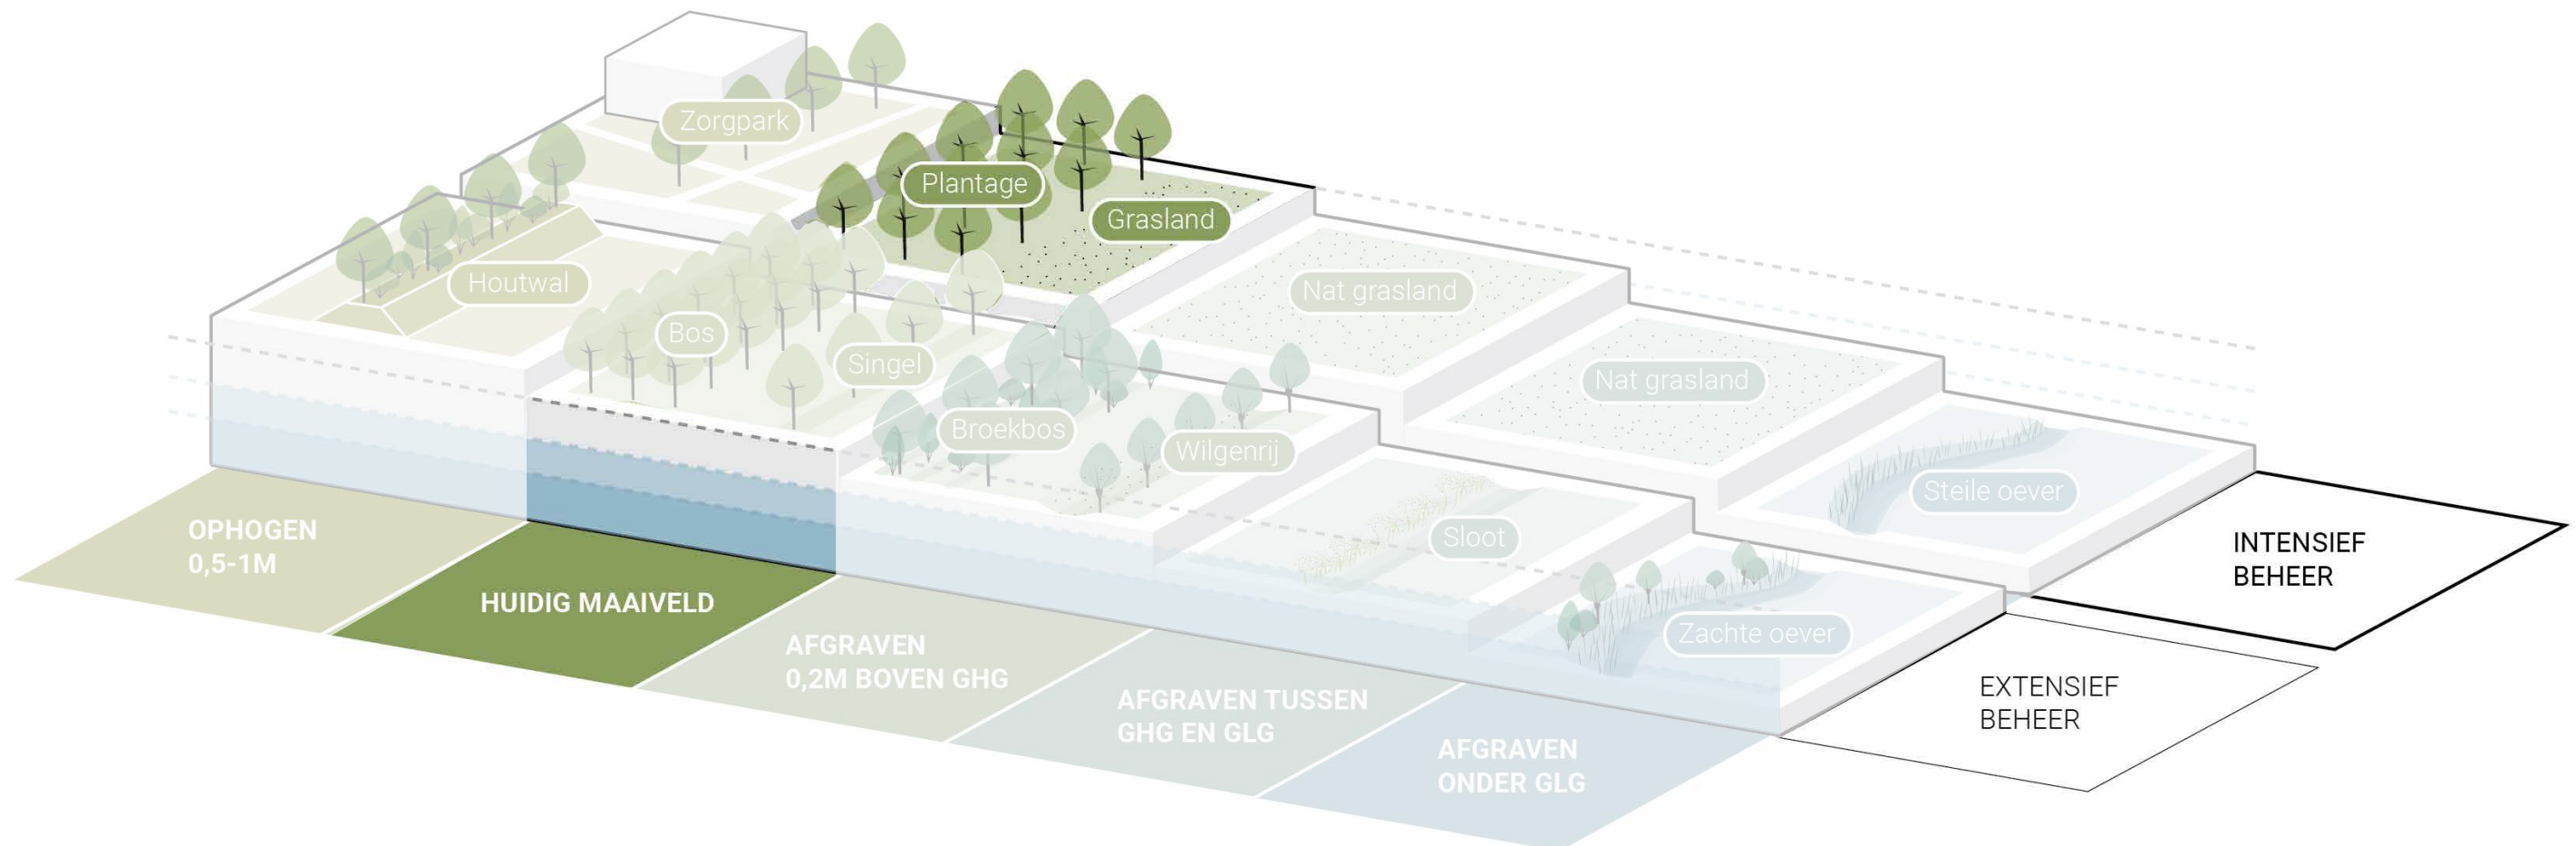 Zorgpark
Plantage
Grasland
Houtwal
Nat grasland
Bos
Singel
Nat grasland
Broekbos
Wilgenrij
Steile oever
Sloot
Zachte oever
OPHOGEN
0,5-1M
HUIDIG MAAIVELD
AFGRAVEN
0,2M BOVEN GHG
AFGRAVEN TUSSEN
GHG EN GLG
AFGRAVEN
ONDER GLG
INTENSIEF
BEHEER
EXTENSIEF
BEHEER